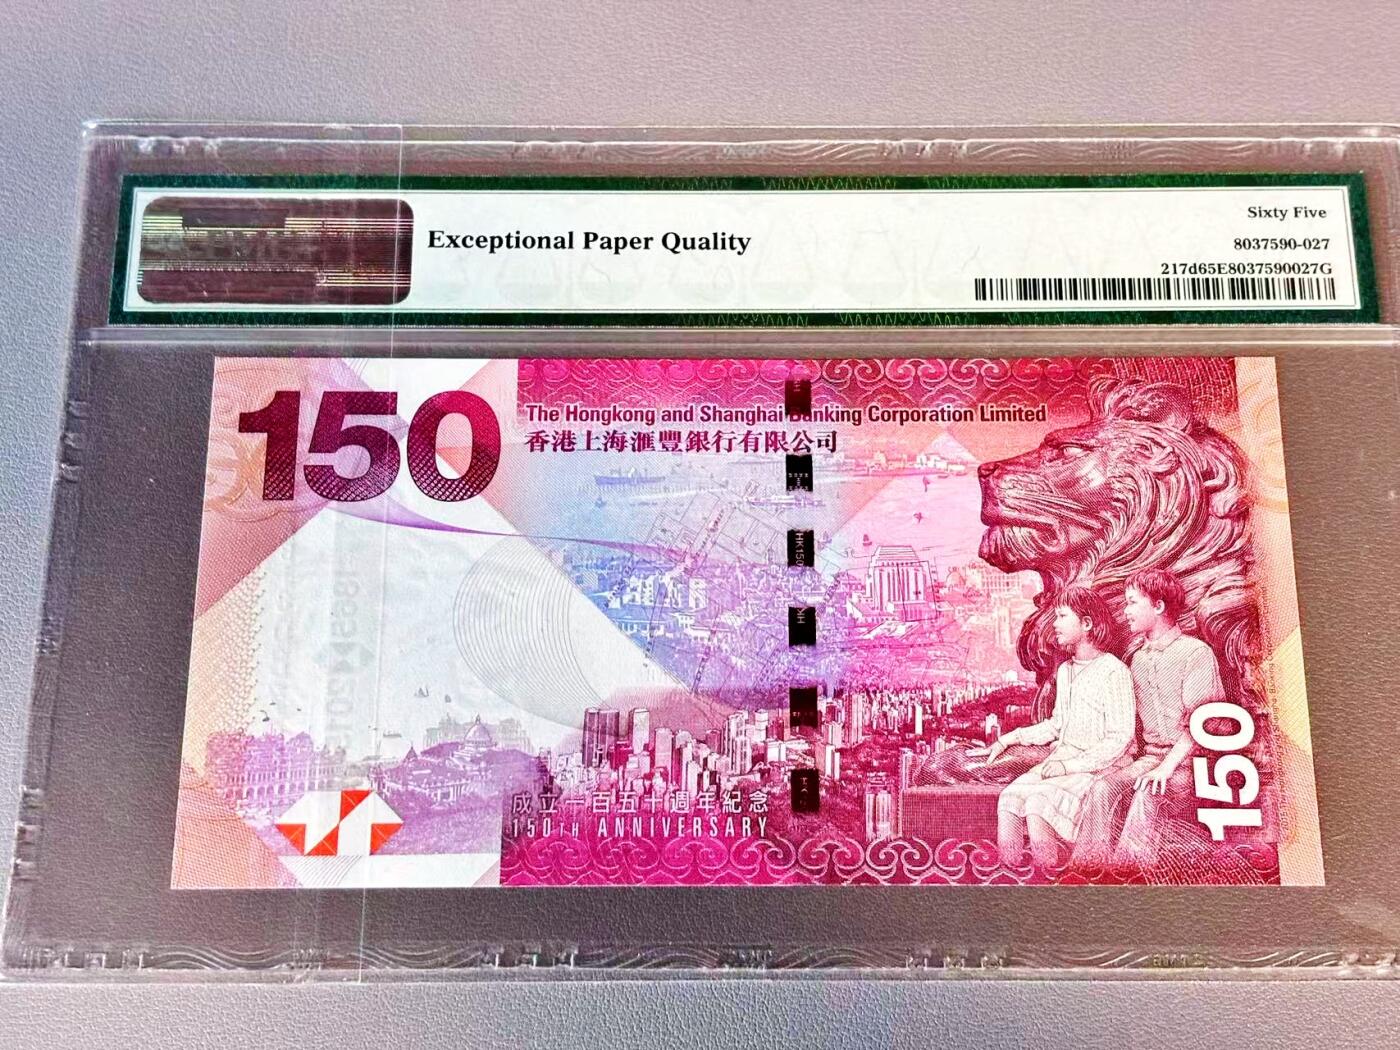 Exceptional Paper Quality
Sixty Five
8037590-027
217d65E8037590027G
150
The Hongkong and Shanghai Banking Corporation Limited
香港上海滙豐銀行有限公司
HK150
HK
成立一百五十週年紀念
150TH ANNIVERSARY
150